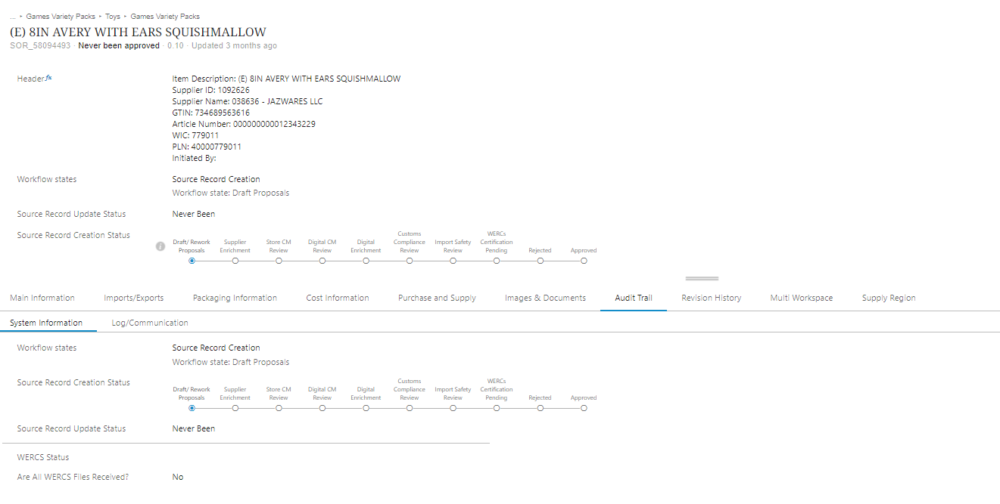 ... ▸ Games Variety Packs ▸ Toys ▸ Games Variety Packs
(E) 8IN AVERY WITH EARS SQUISHMALLOW
SOR_58094493 · Never been approved · 0.10 · Updated 3 months ago
Header fx
Item Description: (E) 8IN AVERY WITH EARS SQUISHMALLOW
Supplier ID: 1092626
Supplier Name: 038636 - JAZWARES LLC
GTIN: 734689563616
Article Number: 000000000012343229
WIC: 779011
PLN: 40000779011
Initiated By:
Workflow states
Source Record Creation
Workflow state: Draft Proposals
Source Record Update Status
Never Been
Source Record Creation Status
i
Draft/ Rework Proposals
Supplier Enrichment
Store CM Review
Digital CM Review
Digital Enrichment
Customs Compliance Review
Import Safety Review
WERCs Certification Pending
Rejected
Approved
Main Information
Imports/Exports
Packaging Information
Cost Information
Purchase and Supply
Images & Documents
Audit Trail
Revision History
Multi Workspace
Supply Region
System Information
Log/Communication
Workflow states
Source Record Creation
Workflow state: Draft Proposals
Source Record Creation Status
Draft/ Rework Proposals
Supplier Enrichment
Store CM Review
Digital CM Review
Digital Enrichment
Customs Compliance Review
Import Safety Review
WERCs Certification Pending
Rejected
Approved
Source Record Update Status
Never Been
WERCS Status
Are All WERCS Files Received?
No